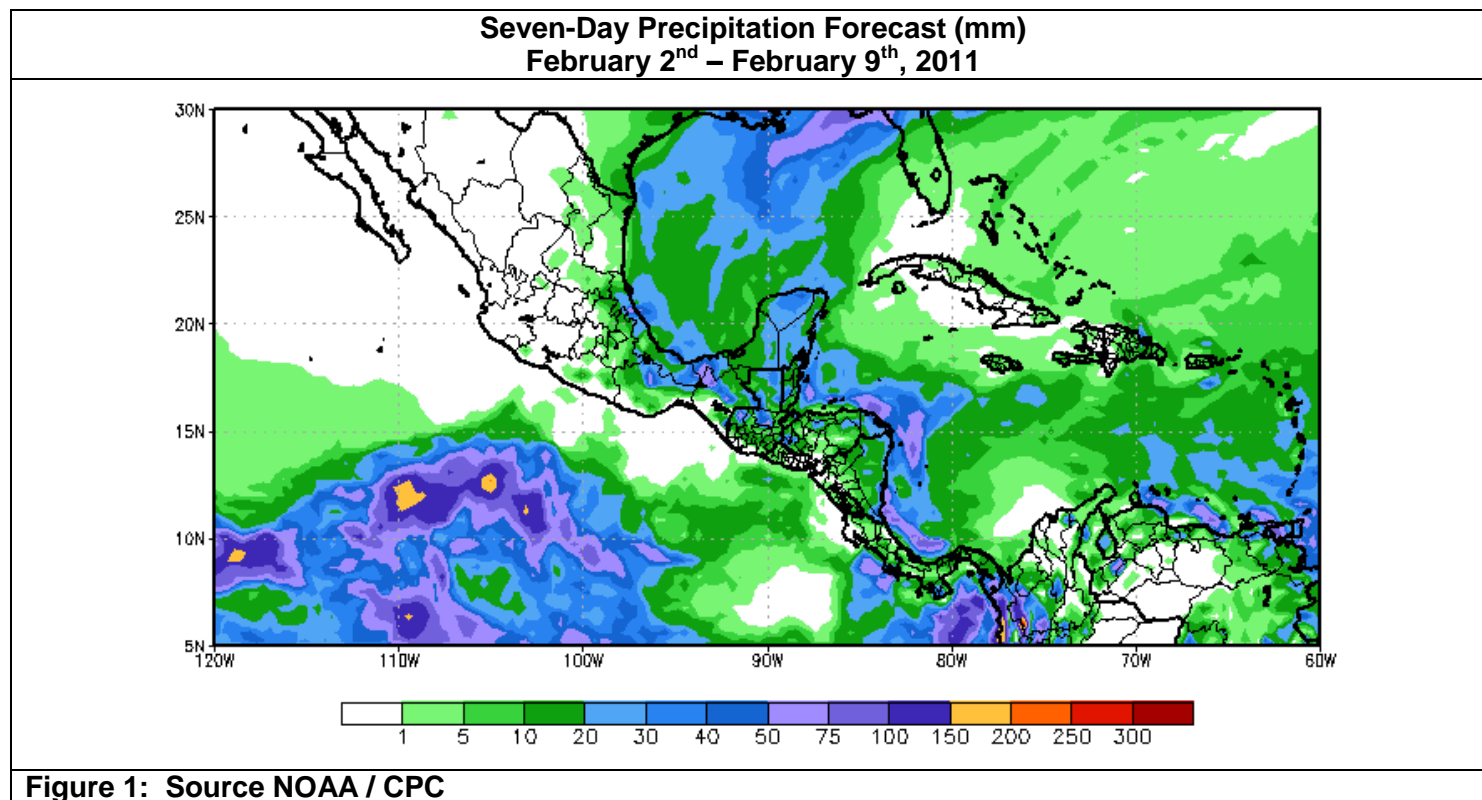 Seven-Day Precipitation Forecast (mm)
February 2nd – February 9th, 2011
30N
25N
20N
15N
10N
5N
120W 110W 100W 90W 80W 70W 60W
1 5 10 20 30 40 50 75 100 150 200 250 300
Figure 1: Source NOAA / CPC